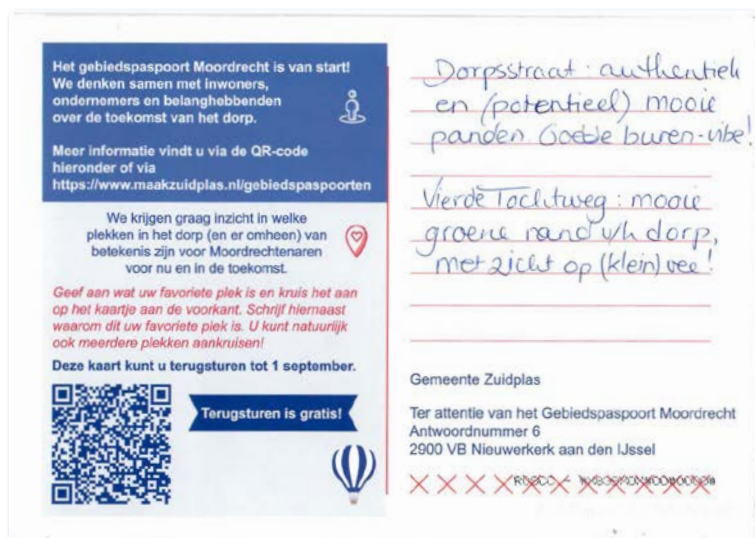 Het gebiedspaspoort Moordrecht is van start!
We denken samen met inwoners,
ondernemers en belanghebbenden
over de toekomst van het dorp.
Meer informatie vindt u via de QR-code
hieronder of via
https://www.maakzuidplas.nl/gebiedspaspoorten
We krijgen graag inzicht in welke
plekken in het dorp (en er omheen) van
betekenis zijn voor Moordrechtenaren
voor nu en in de toekomst.
Geef aan wat uw favoriete plek is en kruis het aan
op het kaartje aan de voorkant. Schrijf hiernaast
waarom dit uw favoriete plek is. U kunt natuurlijk
ook meerdere plekken aankruisen!
Deze kaart kunt u terugsturen tot 1 september.
Terugsturen is gratis!
Dorpsstraat: authentiek
en (potentieel) mooie
panden Goede buren-vibe!
Vierde Tochtweg: mooie
groene rand v/h dorp,
met zicht op (klein) vee!
Gemeente Zuidplas
Ter attentie van het Gebiedspaspoort Moordrecht
Antwoordnummer 6
2900 VB Nieuwerkerk aan den IJssel